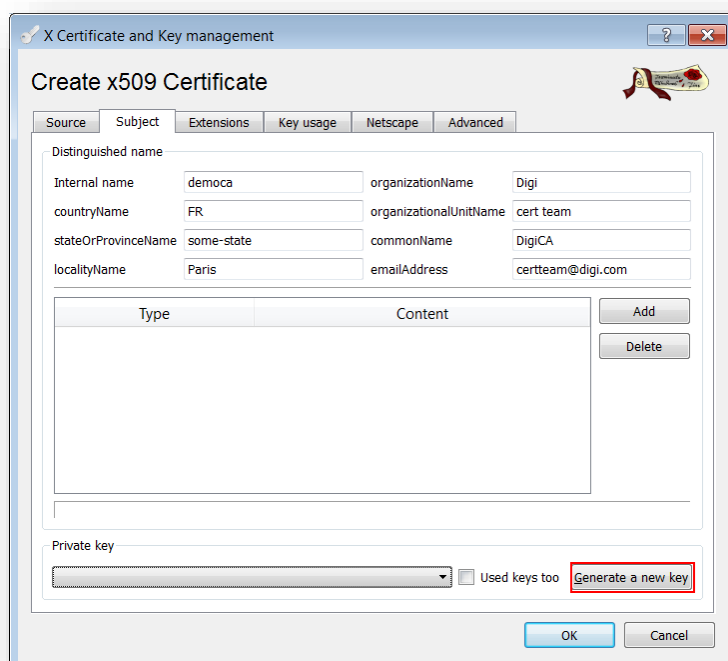 X Certificate and Key management
Create x509 Certificate
Source Subject Extensions Key usage Netscape Advanced
Distinguished name
Internal name democa organizationName Digi
countryName FR organizationalUnitName cert team
stateOrProvinceName some-state commonName DigiCA
localityName Paris emailAddress certteam@digi.com
Type Content Add
Delete
Private key
Used keys too Generate a new key
OK Cancel